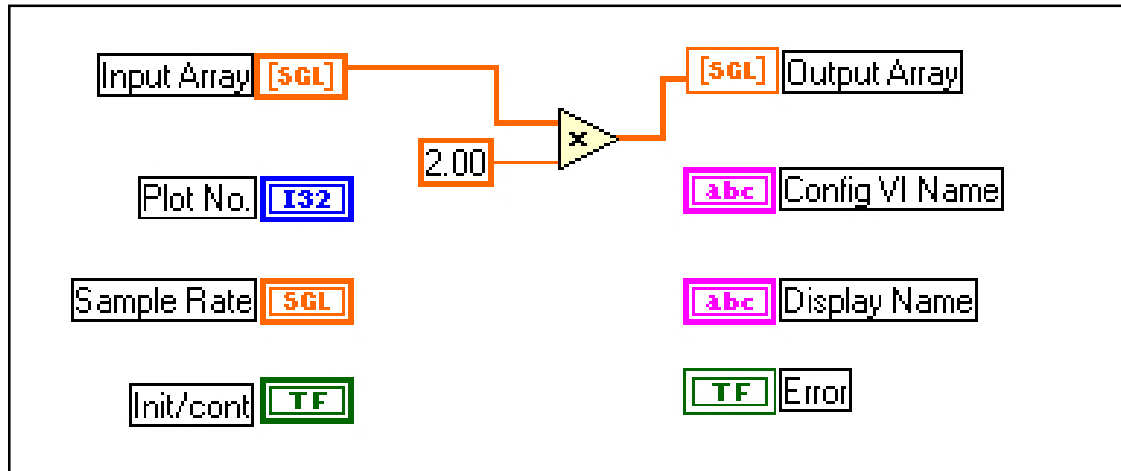 Input Array [SGL]
[SGL] Output Array
×
2.00
Plot No. I32
abc Config VI Name
Sample Rate SGL
abc Display Name
Init/cont TF
TF Error